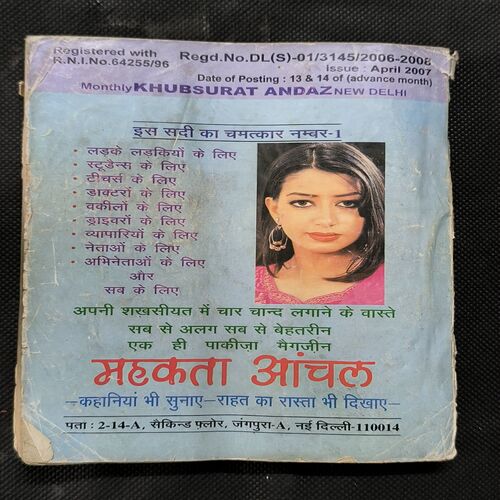 Registered with
R.N.I.No.64255/96
Regd.No.DL(S)-01/3145/2006-2008
Issue : April 2007
Date of Posting : 13 & 14 of (advance month)
Monthly KHUBSURAT ANDAZ NEW DELHI
इस सदी का चमत्कार नम्बर-1
• लड़के लड़कियों के लिए
• स्टूडेन्स के लिए
• टीचर्स के लिए
• डाक्टरों के लिए
• वकीलों के लिए
• ड्राइवरों के लिए
• व्यापारियों के लिए
• नेताओं के लिए
• अभिनेताओं के लिए
और
सब के लिए
अपनी शख़सीयत में चार चान्द लगाने के वास्ते
सब से अलग सब से बेहतरीन
एक ही पाकीज़ा मैगज़ीन
महकता आंचल
—कहानियां भी सुनाए—राहत का रास्ता भी दिखाए—
पता : 2-14-A, सैकिन्ड फ़्लोर, जंगपुरा-A, नई दिल्ली-110014